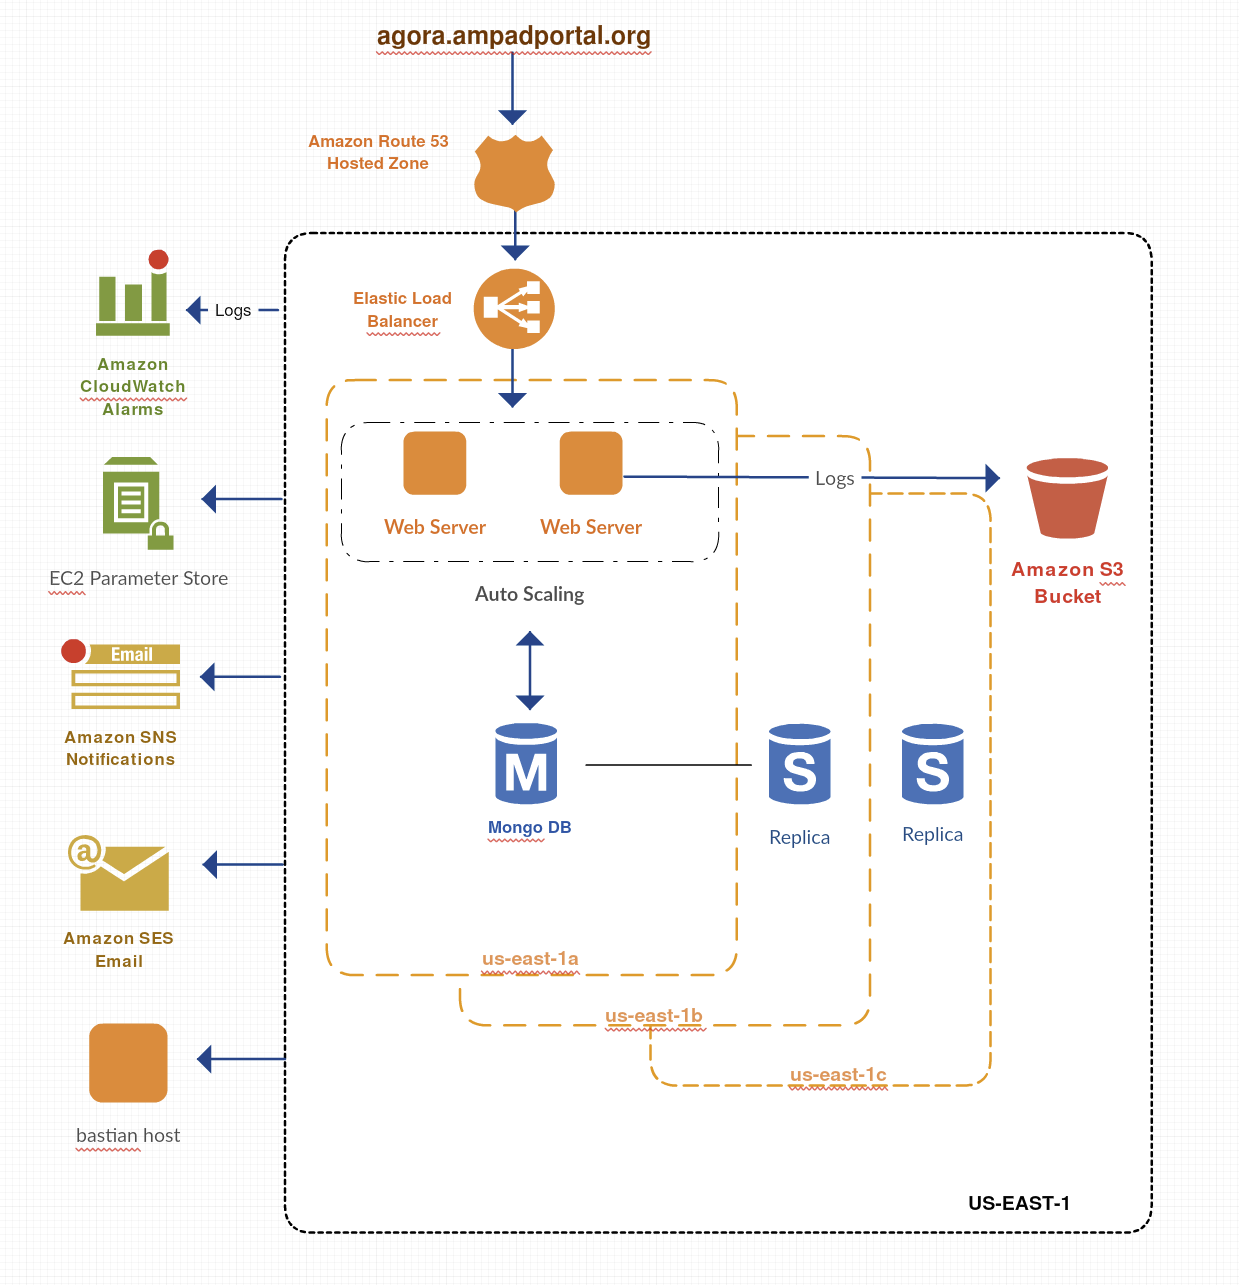 agora.ampadportal.org
Amazon Route 53
Hosted Zone
Elastic Load
Balancer
Logs
Amazon
CloudWatch
Alarms
Web Server
Web Server
Logs
Auto Scaling
Amazon S3
Bucket
EC2 Parameter Store
Email
Amazon SNS
Notifications
M
Mongo DB
S
Replica
S
Replica
@
Amazon SES
Email
us-east-1a
us-east-1b
us-east-1c
bastian host
US-EAST-1